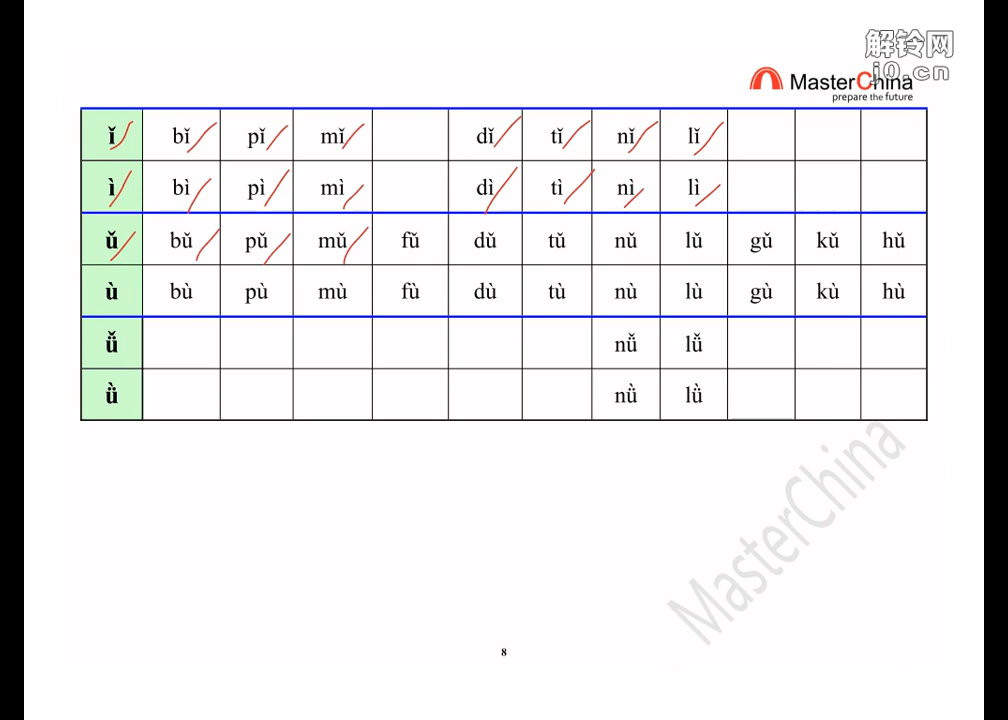 解铃网
j0.cn
MasterChina
prepare the future
ǐ bǐ pǐ mǐ dǐ tǐ nǐ lǐ
ì bì pì mì dì tì nì lì
ǔ bǔ pǔ mǔ fǔ dǔ tǔ nǔ lǔ gǔ kǔ hǔ
ù bù pù mù fù dù tù nù lù gù kù hù
ǚ nǚ lǚ
ǜ nǜ lǜ
MasterChina
8